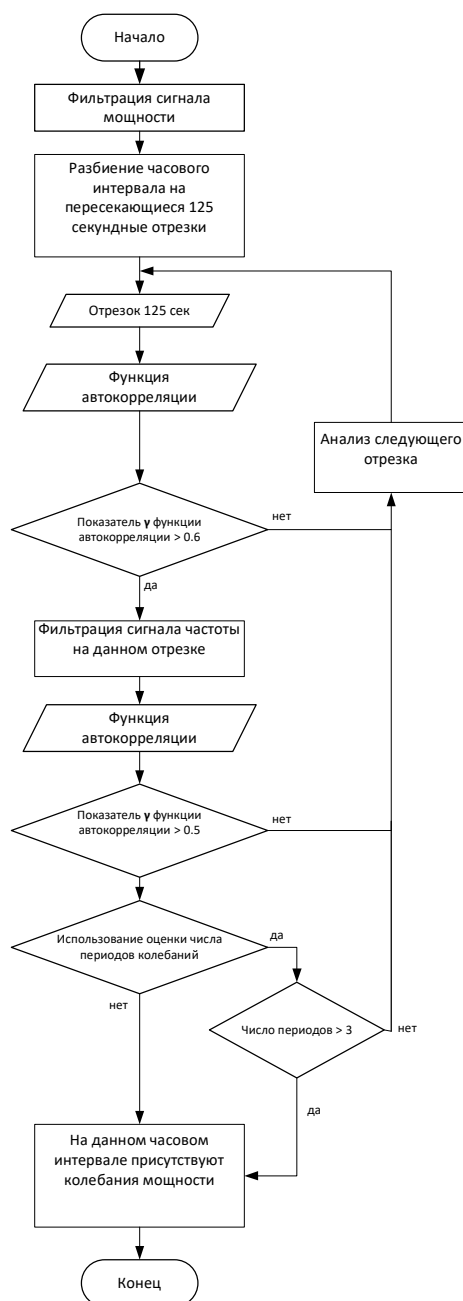 Начало
Фильтрация сигнала
мощности
Разбиение часового
интервала на
пересекающиеся 125
секундные отрезки
Отрезок 125 сек
Функция
автокорреляции
Анализ следующего
отрезка
Показатель γ функции
автокорреляции > 0.6
нет
да
Фильтрация сигнала частоты
на данном отрезке
Функция
автокорреляции
Показатель γ функции
автокорреляции > 0.5
нет
Использование оценки числа
периодов колебаний
да
нет
Число периодов > 3
нет
да
На данном часовом
интервале присутствуют
колебания мощности
Конец